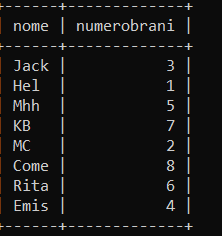 +------+-------------+
| nome | numerobrani |
+------+-------------+
| Jack |           3 |
| Hel  |           1 |
| Mhh  |           5 |
| KB   |           7 |
| MC   |           2 |
| Come |           8 |
| Rita |           6 |
| Emis |           4 |
+------+-------------+